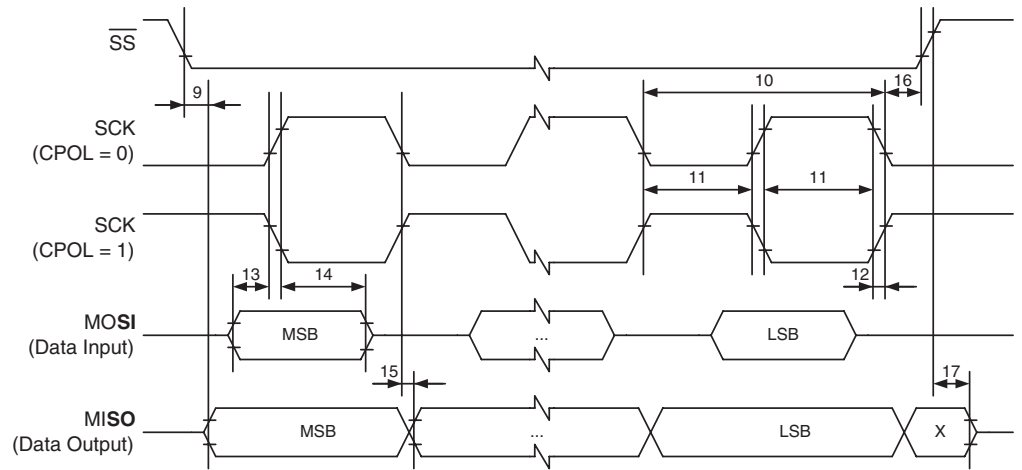 SS
9
10
16
SCK
(CPOL = 0)
11
11
SCK
(CPOL = 1)
13
14
12
MOSI
(Data Input)
MSB
...
LSB
15
17
MISO
(Data Output)
MSB
...
LSB
X